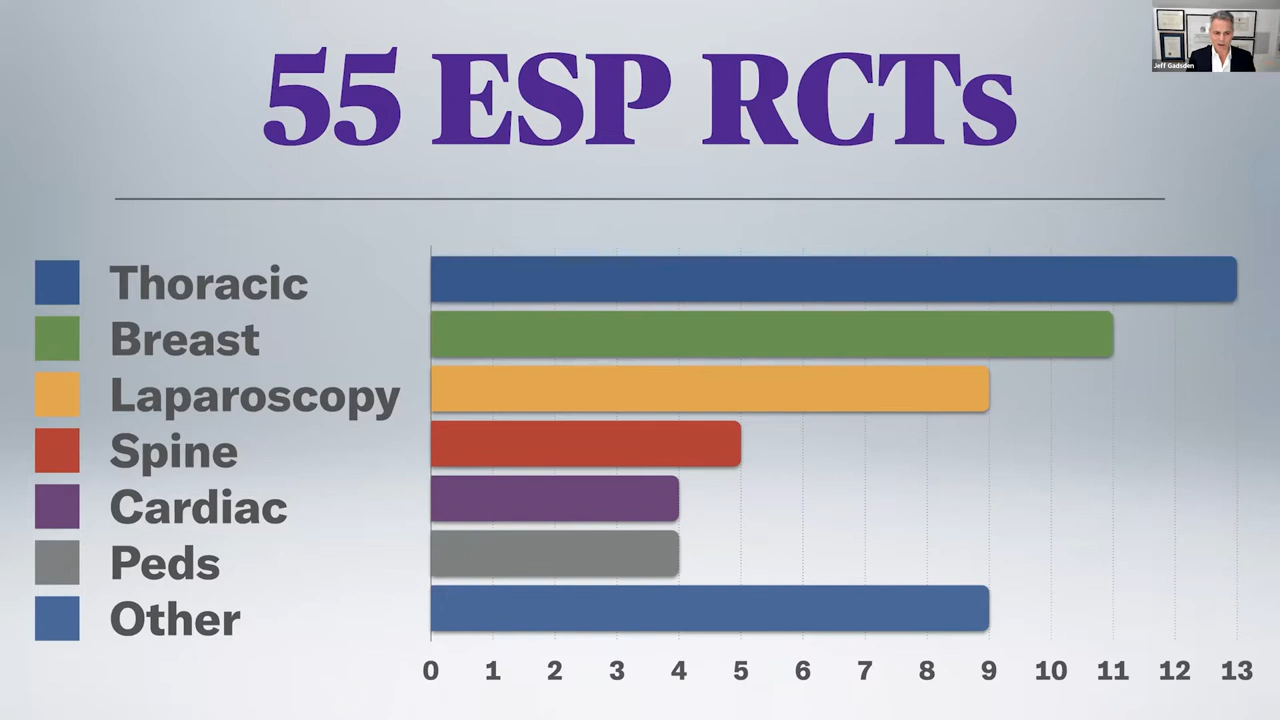 55 ESP RCTs
Jeff Gadsden
Thoracic
Breast
Laparoscopy
Spine
Cardiac
Peds
Other
0 1 2 3 4 5 6 7 8 9 10 11 12 13